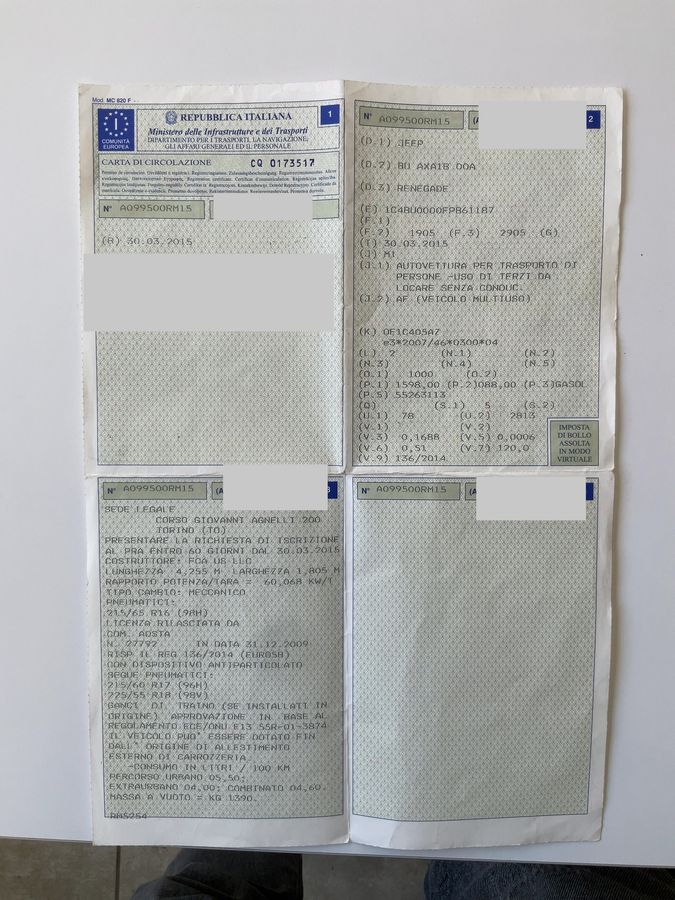 Mod. MC 820 F
COMUNITÀ
EUROPEA
REPUBBLICA ITALIANA
1
Ministero delle Infrastrutture e dei Trasporti
DIPARTIMENTO PER I TRASPORTI, LA NAVIGAZIONE,
GLI AFFARI GENERALI ED IL PERSONALE
CARTA DI CIRCOLAZIONE CQ 0173517
N° A099500RM15
(B) 30.03.2015
N° A099500RM15 (A) 2
(D.1) JEEP
(D.2) BU AXA1B 00A
(D.3) RENEGADE
(E) 1C4BU0000FPB61187
(F.1)
(F.2) 1905 (F.3) 2905 (G)
(I) 30.03.2015
(J) M1
(J.1) AUTOVETTURA PER TRASPORTO DI
PERSONE -USO DI TERZI DA
LOCARE SENZA CONDUC.
(J.2) AF (VEICOLO MULTIUSO)
(K) OE1C405A7
e3*2007/46*0300*04
(L) 2 (N.1) (N.2)
(N.3) (N.4) (N.5)
(O.1) 1000 (O.2)
(P.1) 1598,00 (P.2)088,00 (P.3)GASOL
(P.5) 55263113
(Q) (S.1) 5 (S.2)
(U.1) 78 (U.2) 2813
(V.1) (V.2)
(V.3) 0,1688 (V.5) 0,0006
(V.6) 0,51 (V.7) 120,0
(V.9) 136/2014
IMPOSTA
DI BOLLO
ASSOLTA
IN MODO
VIRTUALE
N° A099500RM15 (A) 3
SEDE LEGALE
CORSO GIOVANNI AGNELLI 200
TORINO (TO)
PRESENTARE LA RICHIESTA DI ISCRIZIONE
AL PRA ENTRO 60 GIORNI DAL 30.03.2015
COSTRUTTORE: FCA US LLC
LUNGHEZZA 4,255 M LARGHEZZA 1,805 M
RAPPORTO POTENZA/TARA = 60,068 KW/T
TIPO CAMBIO: MECCANICO
PNEUMATICI:
215/65 R16 (98H)
LICENZA RILASCIATA DA
COM. AOSTA
N. 27792 IN DATA 31.12.2009
RISP IL REG 136/2014 (EURO5B)
CON DISPOSITIVO ANTIPARTICOLATO
SEGUE PNEUMATICI:
215/60 R17 (96H)
225/55 R18 (98V)
GANCI DI TRAINO (SE INSTALLATI IN
ORIGINE) APPROVAZIONE IN BASE AL
REGOLAMENTO ECE/ONU E13 55R-01-3874
IL VEICOLO PUO' ESSERE DOTATO FIN
DALL' ORIGINE DI ALLESTIMENTO
ESTERNO DI CARROZZERIA.
-CONSUMO IN LITRI / 100 KM
PERCORSO URBANO 05,50;
EXTRAURBANO 04,00; COMBINATO 04,60.
MASSA A VUOTO = KG 1390.
RM5254
N° A099500RM15 (A)